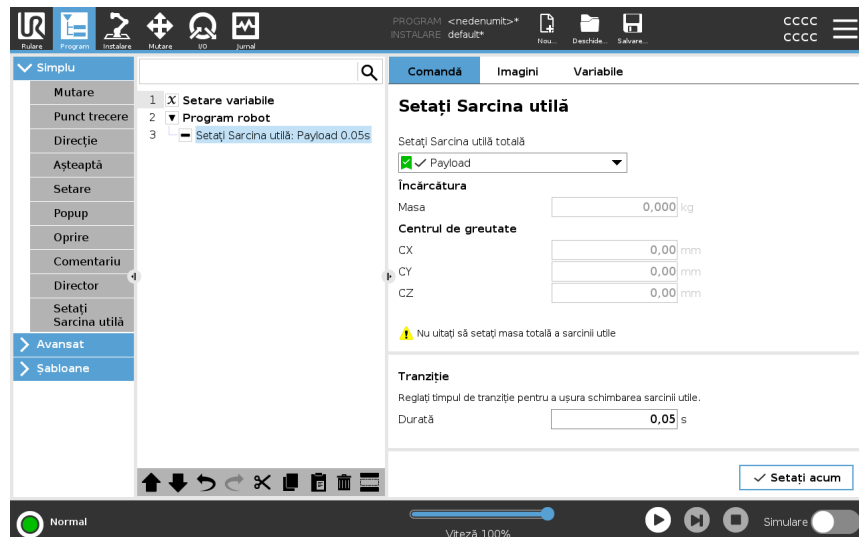 PROGRAM <nedenumit>*
INSTALARE default*
cccc
cccc
Rulare Program Instalare Mutare I/O Jurnal Nou... Deschide... Salvare...
Simplu
Mutare
Punct trecere
Direcție
Așteaptă
Setare
Popup
Oprire
Comentariu
Director
Setați
Sarcina utilă
Avansat
Șabloane
1 x Setare variabile
2 Program robot
3 Setați Sarcina utilă: Payload 0.05s
Comandă Imagini Variabile
Setați Sarcina utilă
Setați Sarcina utilă totală
Payload
Încărcătura
Masa 0,000 kg
Centrul de greutate
CX 0,00 mm
CY 0,00 mm
CZ 0,00 mm
Nu uitați să setați masa totală a sarcinii utile
Tranziție
Reglați timpul de tranziție pentru a ușura schimbarea sarcinii utile.
Durată 0,05 s
Setați acum
Normal
Viteză 100%
Simulare